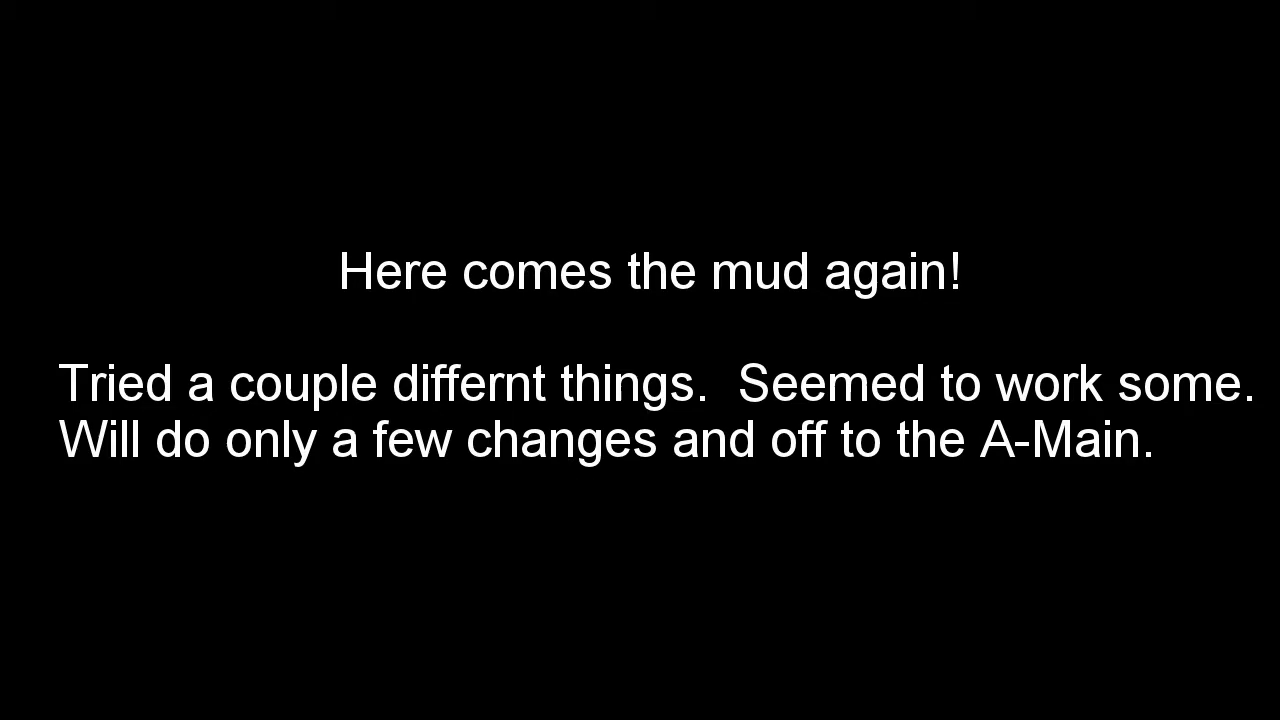 Here comes the mud again!
Tried a couple differnt things.  Seemed to work some.
Will do only a few changes and off to the A-Main.